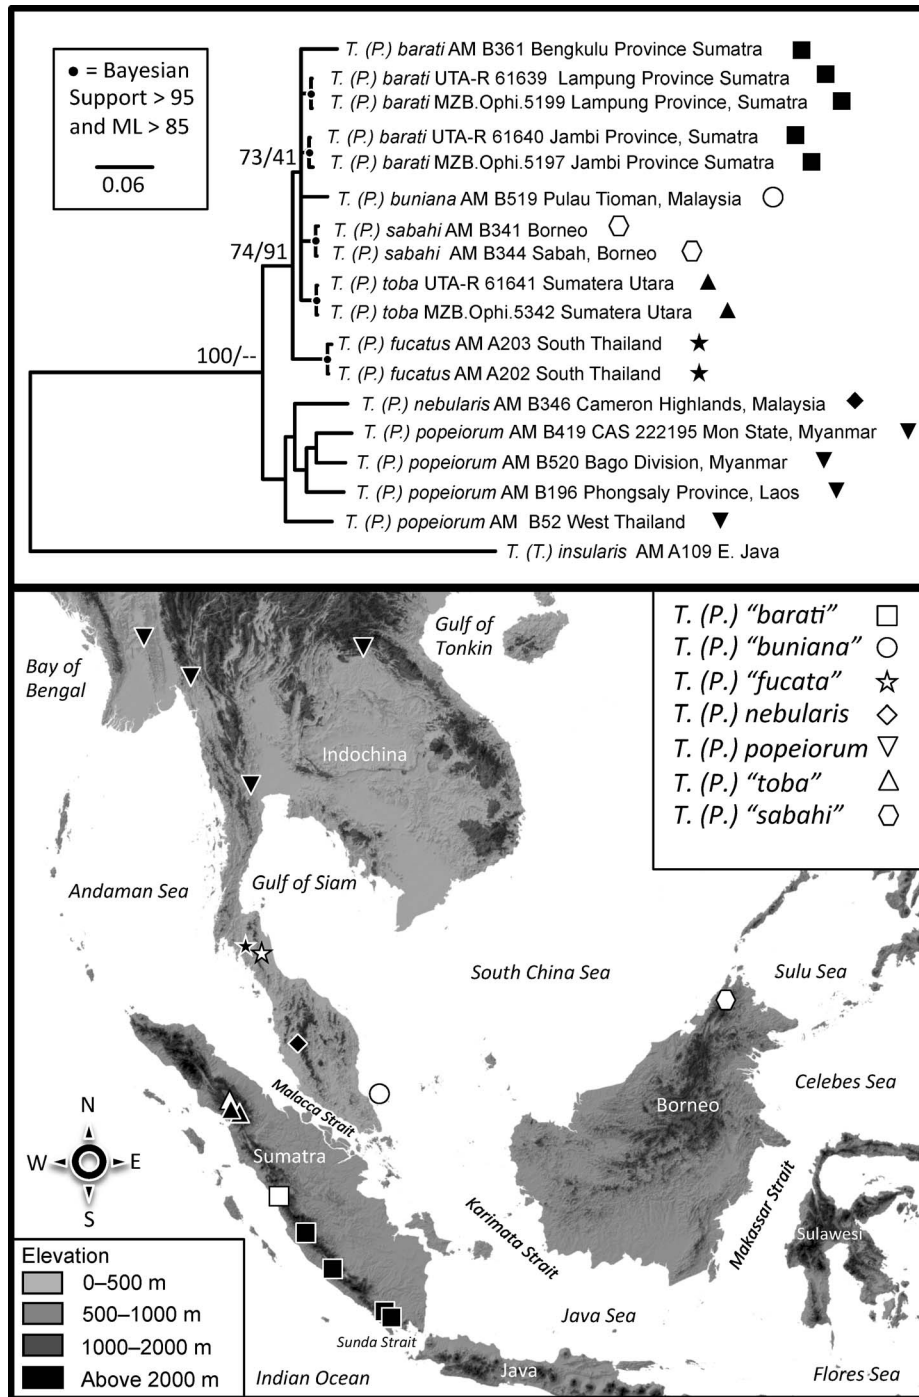 ● = Bayesian
Support > 95
and ML > 85
0.06
73/41
74/91
100/--
T. (P.) barati AM B361 Bengkulu Province Sumatra
T. (P.) barati UTA-R 61639 Lampung Province Sumatra
T. (P.) barati MZB.Ophi.5199 Lampung Province, Sumatra
T. (P.) barati UTA-R 61640 Jambi Province, Sumatra
T. (P.) barati MZB.Ophi.5197 Jambi Province Sumatra
T. (P.) buniana AM B519 Pulau Tioman, Malaysia
T. (P.) sabahi AM B341 Borneo
T. (P.) sabahi AM B344 Sabah, Borneo
T. (P.) toba UTA-R 61641 Sumatera Utara
T. (P.) toba MZB.Ophi.5342 Sumatera Utara
T. (P.) fucatus AM A203 South Thailand
T. (P.) fucatus AM A202 South Thailand
T. (P.) nebularis AM B346 Cameron Highlands, Malaysia
T. (P.) popeiorum AM B419 CAS 222195 Mon State, Myanmar
T. (P.) popeiorum AM B520 Bago Division, Myanmar
T. (P.) popeiorum AM B196 Phongsaly Province, Laos
T. (P.) popeiorum AM B52 West Thailand
T. (T.) insularis AM A109 E. Java
T. (P.) "barati"
T. (P.) "buniana"
T. (P.) "fucata"
T. (P.) nebularis
T. (P.) popeiorum
T. (P.) "toba"
T. (P.) "sabahi"
Gulf of
Tonkin
Bay of
Bengal
Indochina
Andaman Sea
Gulf of Siam
South China Sea
Sulu Sea
Malacca Strait
Celebes Sea
Borneo
Sumatra
N
W
E
S
Karimata Strait
Makassar Strait
Sulawesi
Java Sea
Sunda Strait
Java
Indian Ocean
Flores Sea
Elevation
0–500 m
500–1000 m
1000–2000 m
Above 2000 m